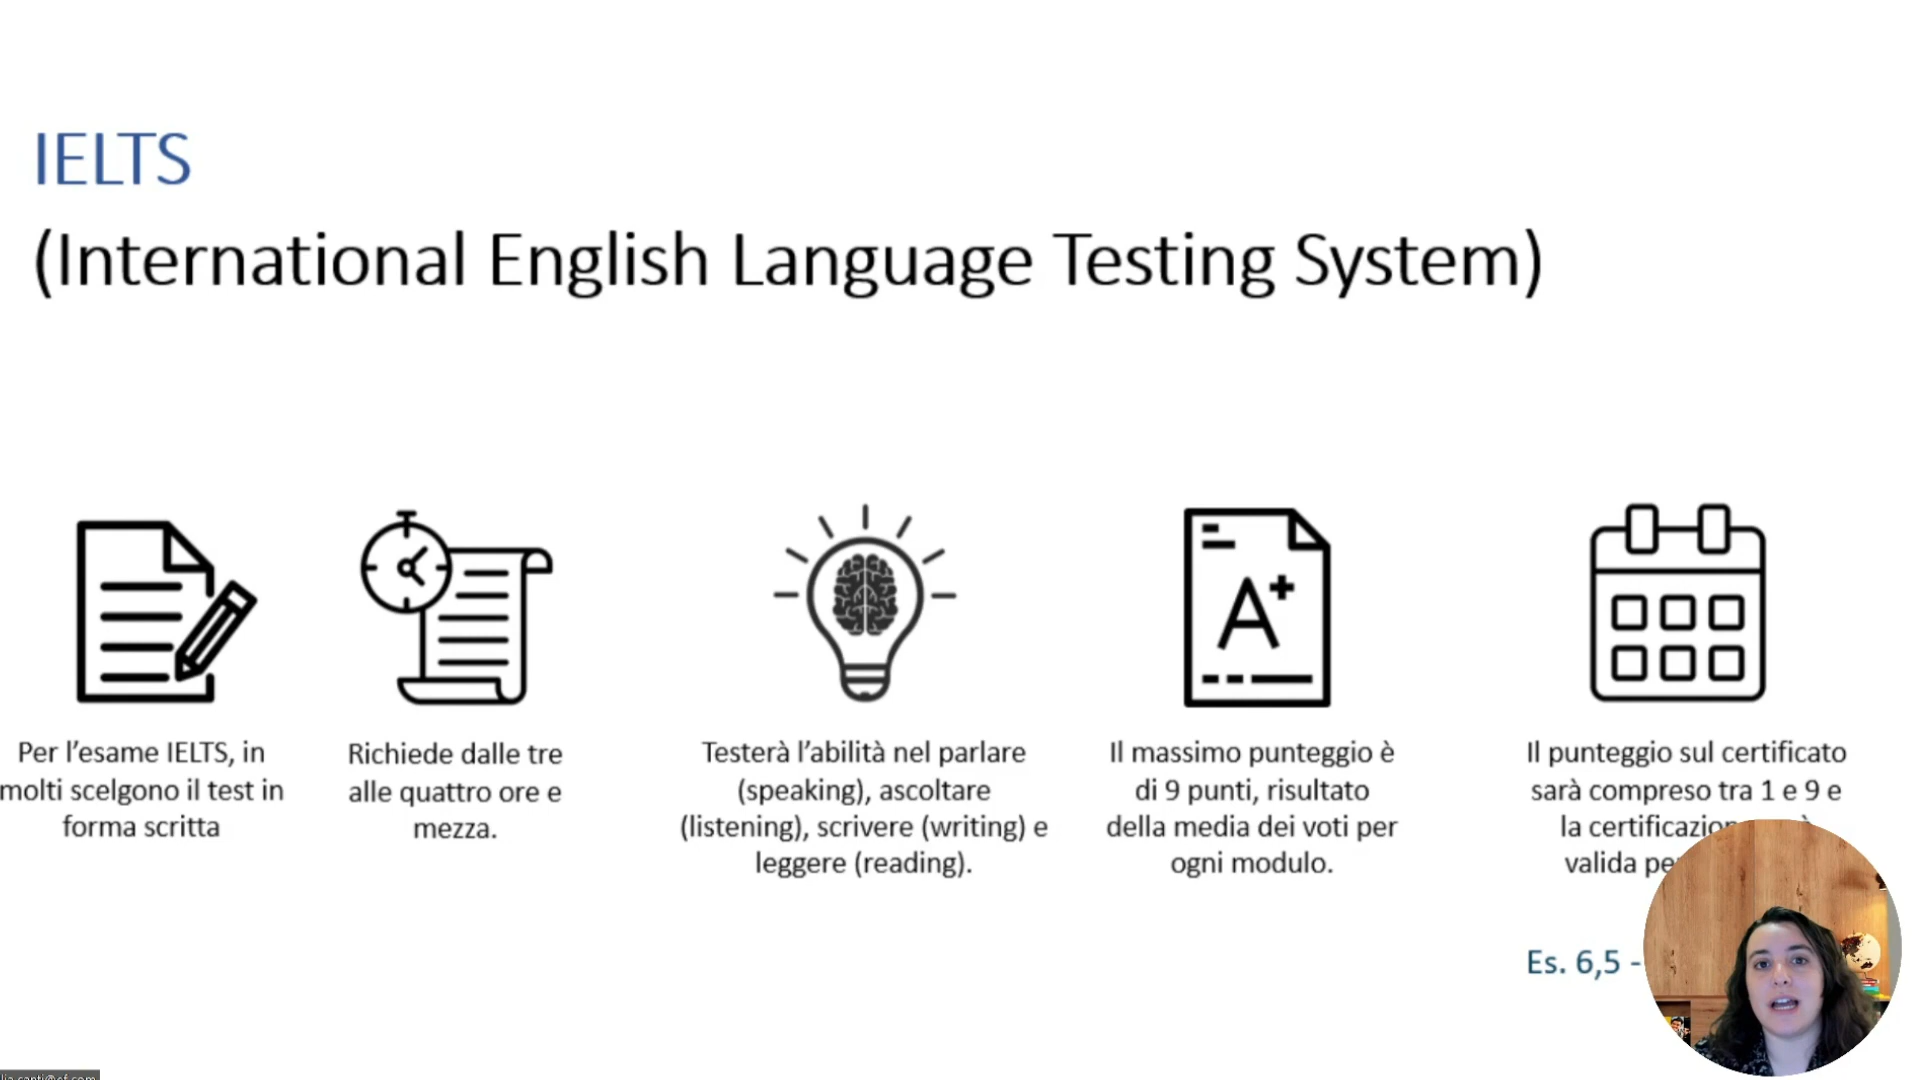 IELTS
(International English Language Testing System)
A+
Per l’esame IELTS, in
molti scelgono il test in
forma scritta
Richiede dalle tre
alle quattro ore e
mezza.
Testerà l’abilità nel parlare
(speaking), ascoltare
(listening), scrivere (writing) e
leggere (reading).
Il massimo punteggio è
di 9 punti, risultato
della media dei voti per
ogni modulo.
Il punteggio sul certificato
sarà compreso tra 1 e 9 e
la
valida
Es. 6,5 -